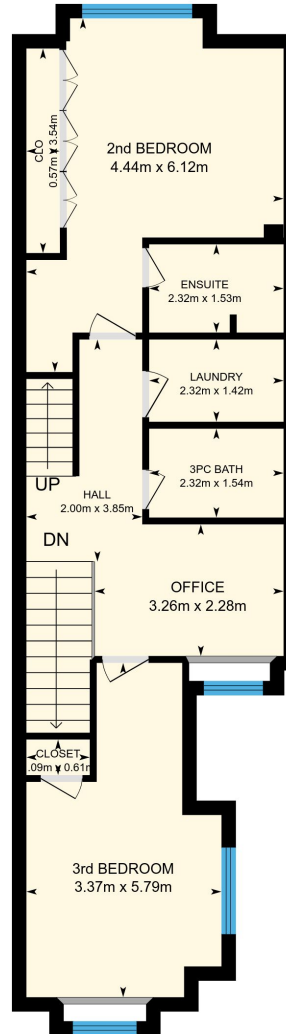 2nd BEDROOM
4.44m x 6.12m
CLO
0.57m x 3.54m
ENSUITE
2.32m x 1.53m
LAUNDRY
2.32m x 1.42m
3PC BATH
2.32m x 1.54m
UP
HALL
2.00m x 3.85m
DN
OFFICE
3.26m x 2.28m
CLOSET
.09m x 0.61m
3rd BEDROOM
3.37m x 5.79m